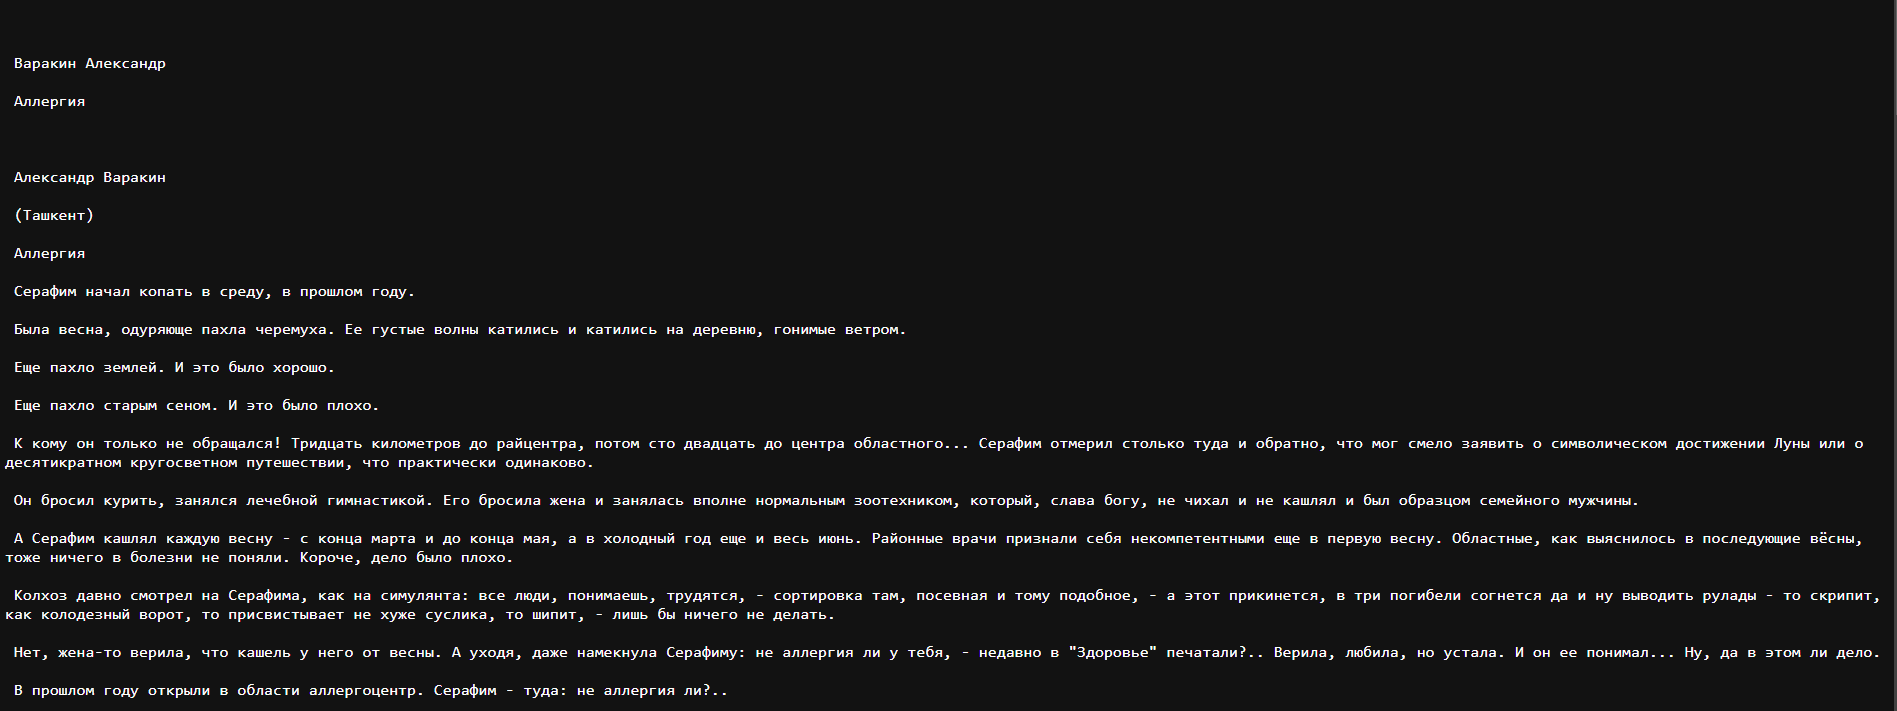 Варакин Александр
Аллергия
Александр Варакин
(Ташкент)
Аллергия
Серафим начал копать в среду, в прошлом году.
Была весна, одуряюще пахла черемуха. Ее густые волны катились и катились на деревню, гонимые ветром.
Еще пахло землей. И это было хорошо.
Еще пахло старым сеном. И это было плохо.
К кому он только не обращался! Тридцать километров до райцентра, потом сто двадцать до центра областного... Серафим отмерил столько туда и обратно, что мог смело заявить о символическом достижении Луны или о
десятикратном кругосветном путешествии, что практически одинаково.
Он бросил курить, занялся лечебной гимнастикой. Его бросила жена и занялась вполне нормальным зоотехником, который, слава богу, не чихал и не кашлял и был образцом семейного мужчины.
А Серафим кашлял каждую весну - с конца марта и до конца мая, а в холодный год еще и весь июнь. Районные врачи признали себя некомпетентными еще в первую весну. Областные, как выяснилось в последующие вёсны,
тоже ничего в болезни не поняли. Короче, дело было плохо.
Колхоз давно смотрел на Серафима, как на симулянта: все люди, понимаешь, трудятся, - сортировка там, посевная и тому подобное, - а этот прикинется, в три погибели согнется да и ну выводить рулады - то скрипит,
как колодезный ворот, то присвистывает не хуже суслика, то шипит, - лишь бы ничего не делать.
Нет, жена-то верила, что кашель у него от весны. А уходя, даже намекнула Серафиму: не аллергия ли у тебя, - недавно в "Здоровье" печатали?.. Верила, любила, но устала. И он ее понимал... Ну, да в этом ли дело.
В прошлом году открыли в области аллергоцентр. Серафим - туда: не аллергия ли?..